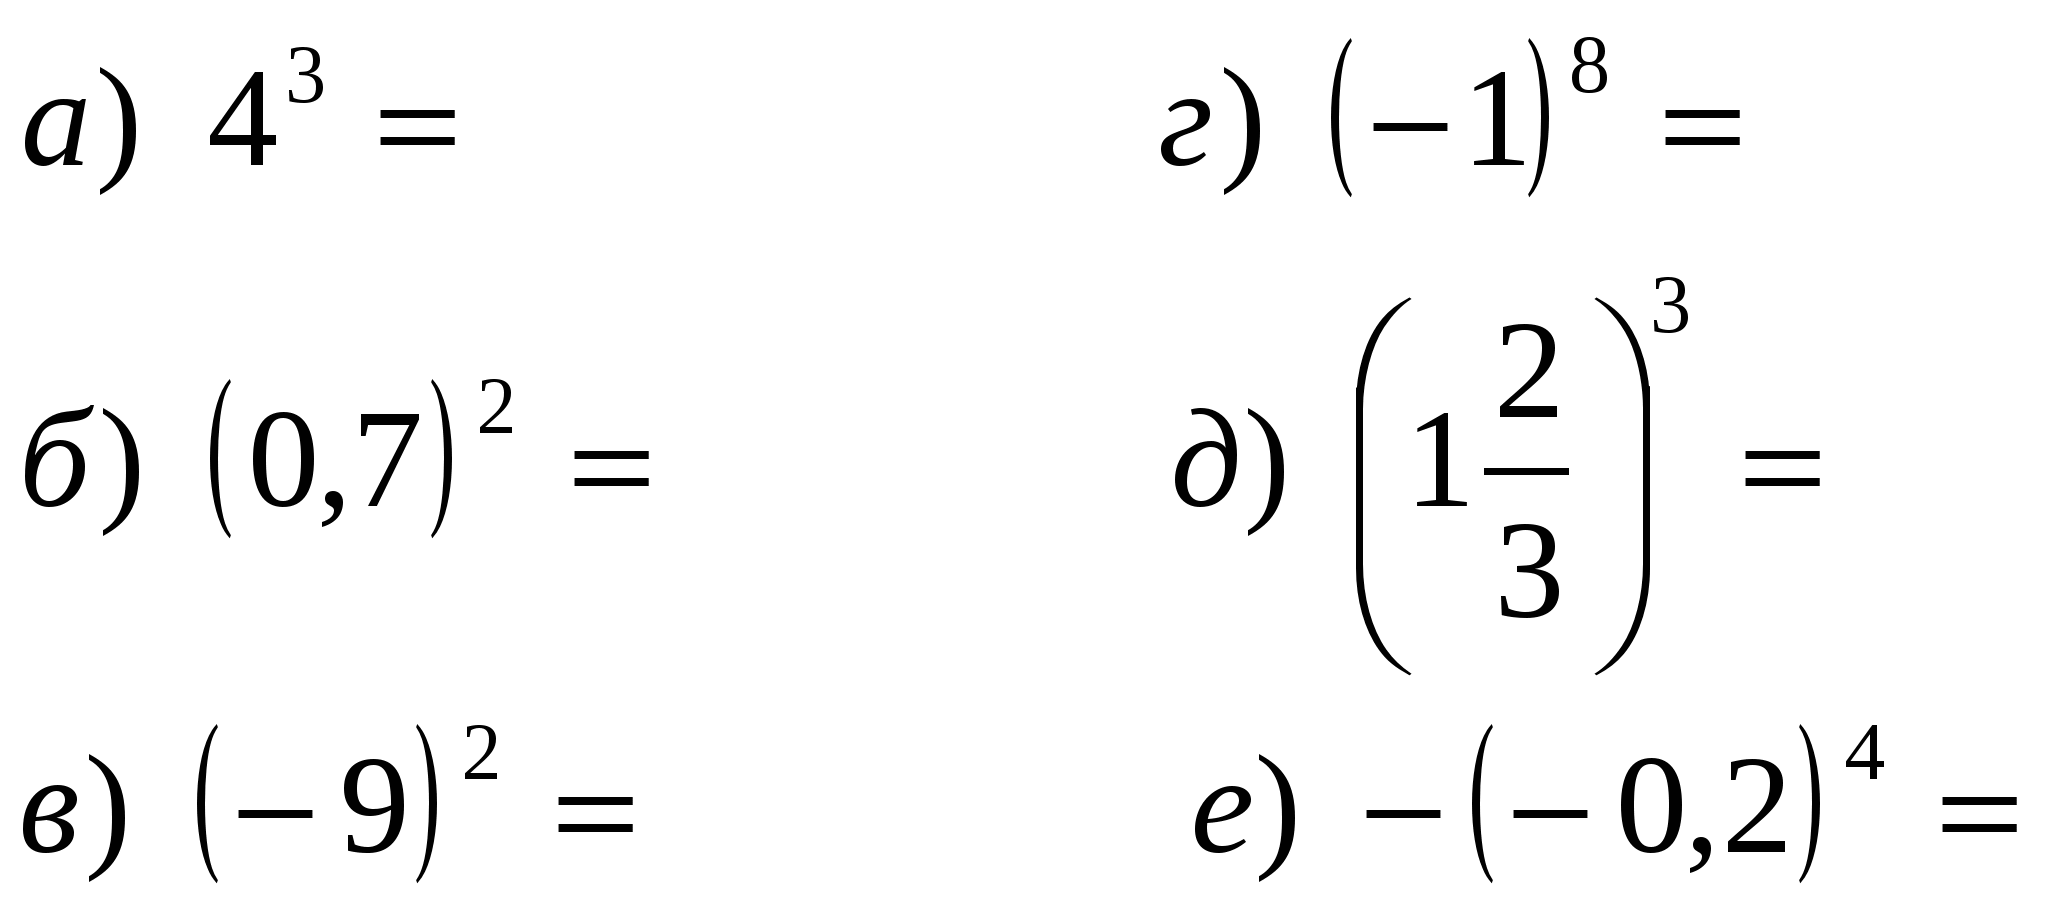 а) 4³ =
г) (−1)⁸ =
б) (0,7)² =
д) (1 2/3)³ =
в) (− 9)² =
е) −(− 0,2)⁴ =